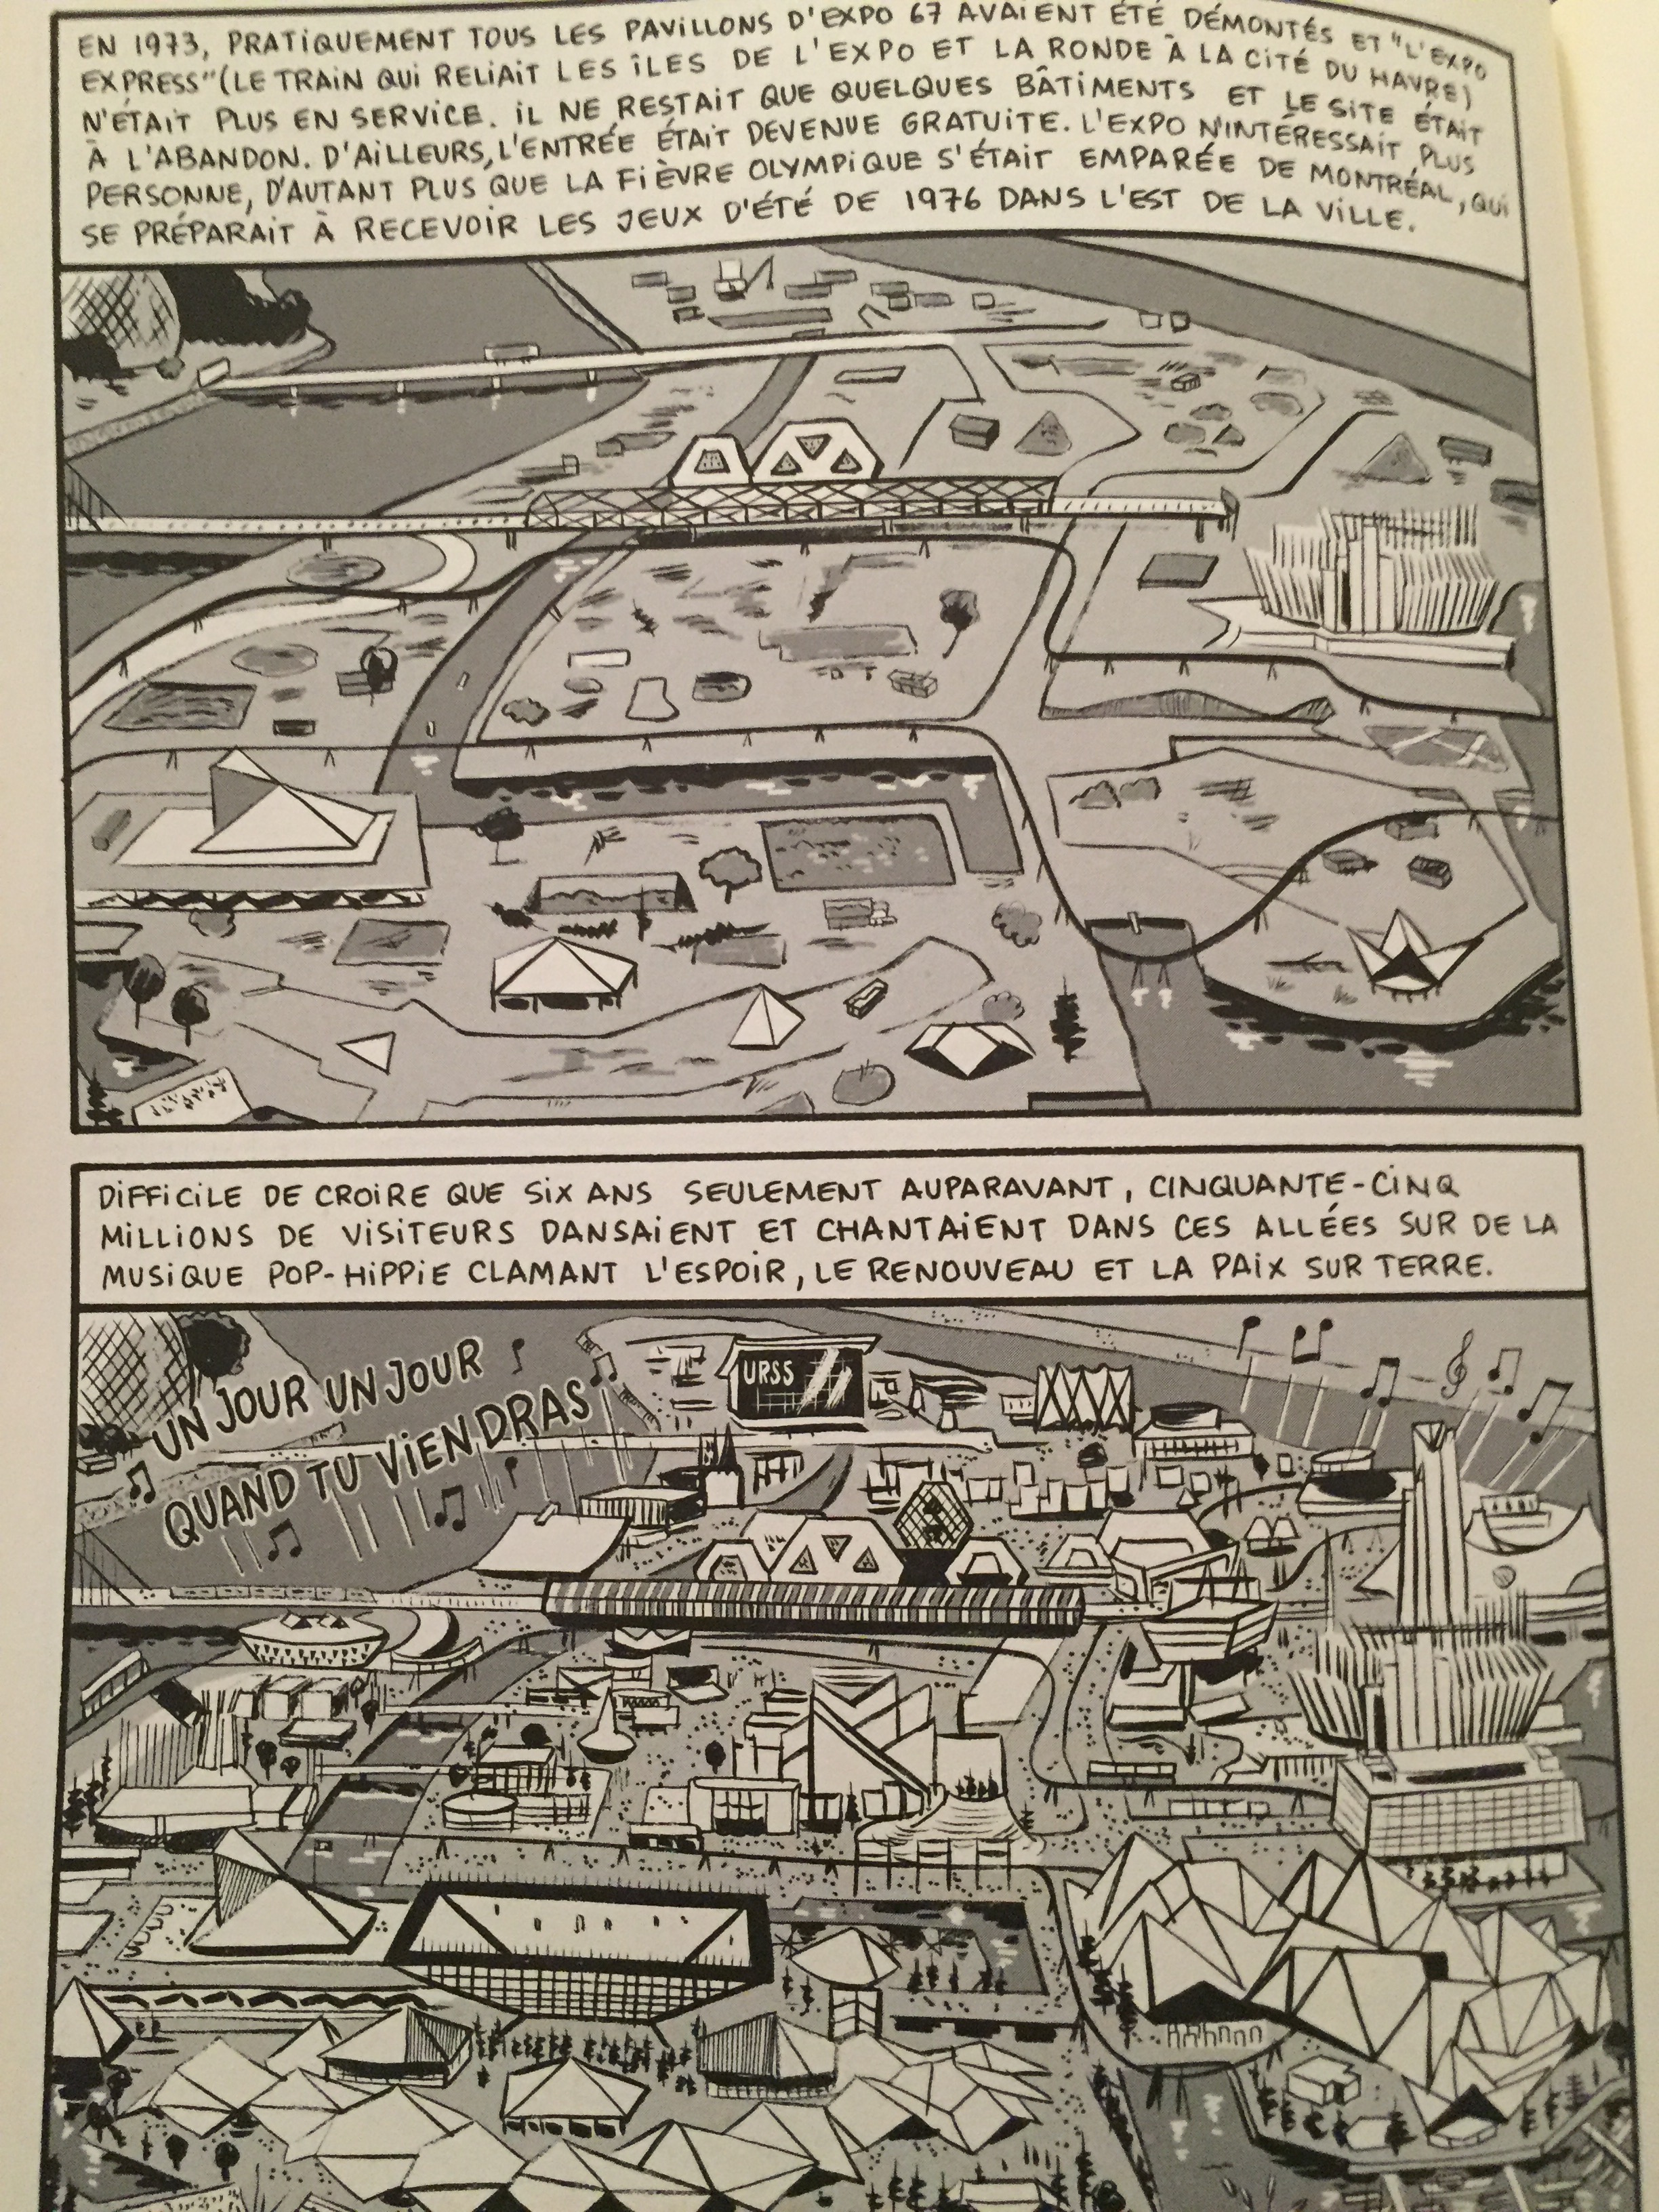 EN 1973, PRATIQUEMENT TOUS LES PAVILLONS D'EXPO 67 AVAIENT ÉTÉ DÉMONTÉS ET "L'EXPO
EXPRESS" (LE TRAIN QUI RELIAIT LES ÎLES DE L'EXPO ET LA RONDE À LA CITÉ DU HAVRE)
N'ÉTAIT PLUS EN SERVICE. IL NE RESTAIT QUE QUELQUES BÂTIMENTS ET LE SITE ÉTAIT
À L'ABANDON. D'AILLEURS, L'ENTRÉE ÉTAIT DEVENUE GRATUITE. L'EXPO N'INTÉRESSAIT PLUS
PERSONNE, D'AUTANT PLUS QUE LA FIÈVRE OLYMPIQUE S'ÉTAIT EMPARÉE DE MONTRÉAL, QUI
SE PRÉPARAIT À RECEVOIR LES JEUX D'ÉTÉ DE 1976 DANS L'EST DE LA VILLE.
DIFFICILE DE CROIRE QUE SIX ANS SEULEMENT AUPARAVANT, CINQUANTE-CINQ
MILLIONS DE VISITEURS DANSAIENT ET CHANTAIENT DANS CES ALLÉES SUR DE LA
MUSIQUE POP-HIPPIE CLAMANT L'ESPOIR, LE RENOUVEAU ET LA PAIX SUR TERRE.
UN JOUR UN JOUR
QUAND TU VIENDRAS
URSS